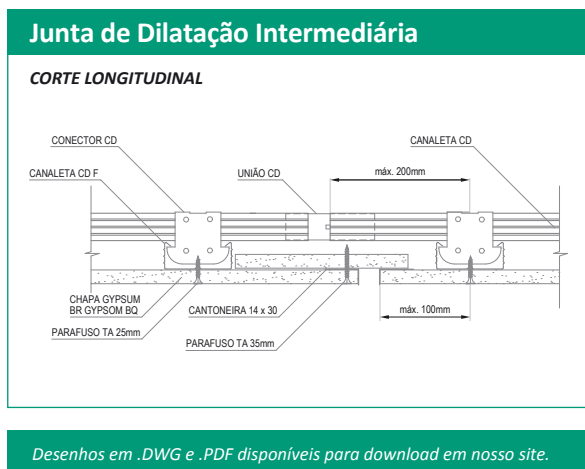 Junta de Dilatação Intermediária
CORTE LONGITUDINAL
CONECTOR CD
CANALETA CD
CANALETA CD F
UNIÃO CD
máx. 200mm
CHAPA GYPSUM
BR GYPSOM BQ
CANTONEIRA 14 x 30
máx. 100mm
PARAFUSO TA 25mm
PARAFUSO TA 35mm
Desenhos em .DWG e .PDF disponíveis para download em nosso site.